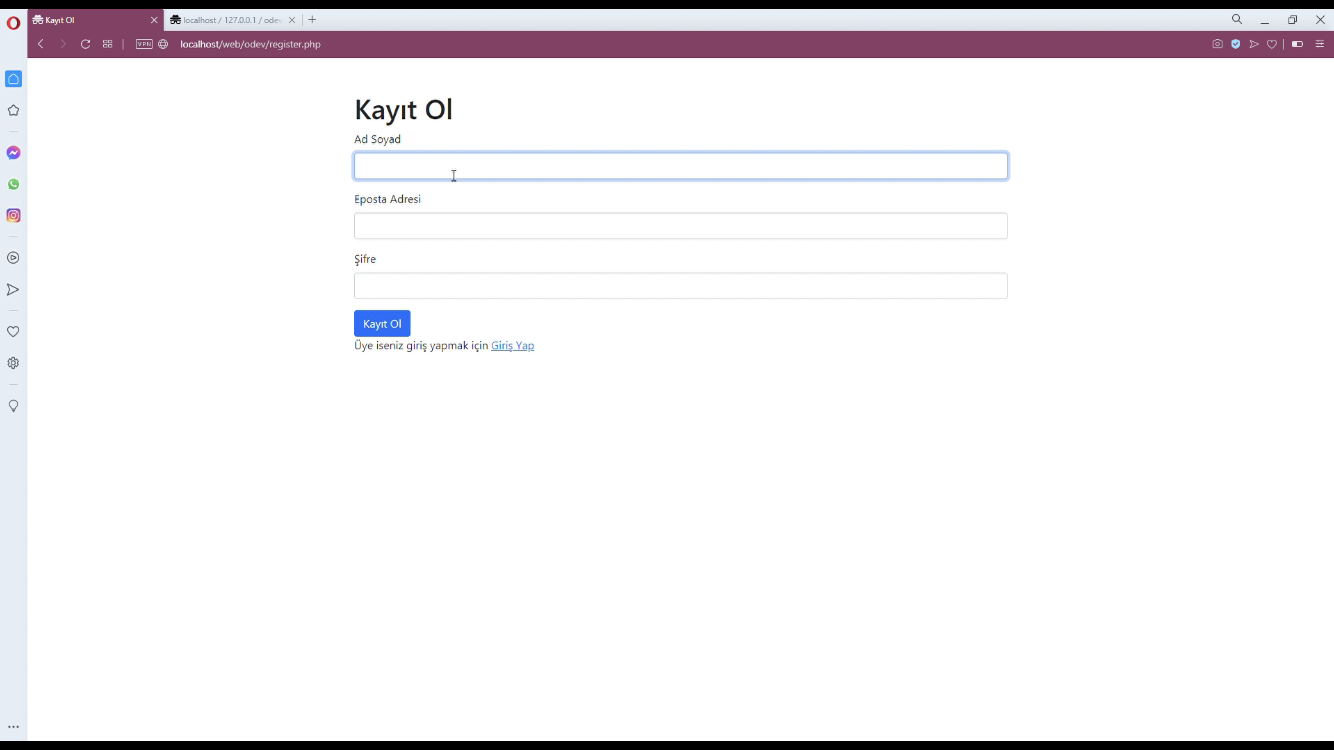 Kayıt Ol
localhost / 127.0.0.1 / odev
VPN
localhost/web/odev/register.php
Kayıt Ol
Ad Soyad
Eposta Adresi
Şifre
Kayıt Ol
Üye iseniz giriş yapmak için Giriş Yap